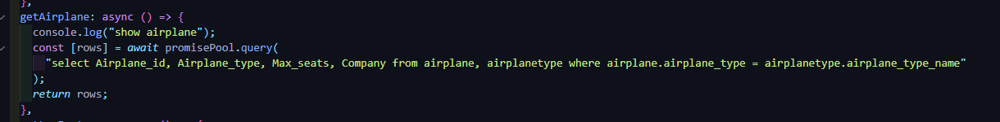 },
getAirplane: async () => {
console.log("show airplane");
const [rows] = await promisePool.query(
"select Airplane_id, Airplane_type, Max_seats, Company from airplane, airplanetype where airplane.airplane_type = airplanetype.airplane_type_name"
);
return rows;
},